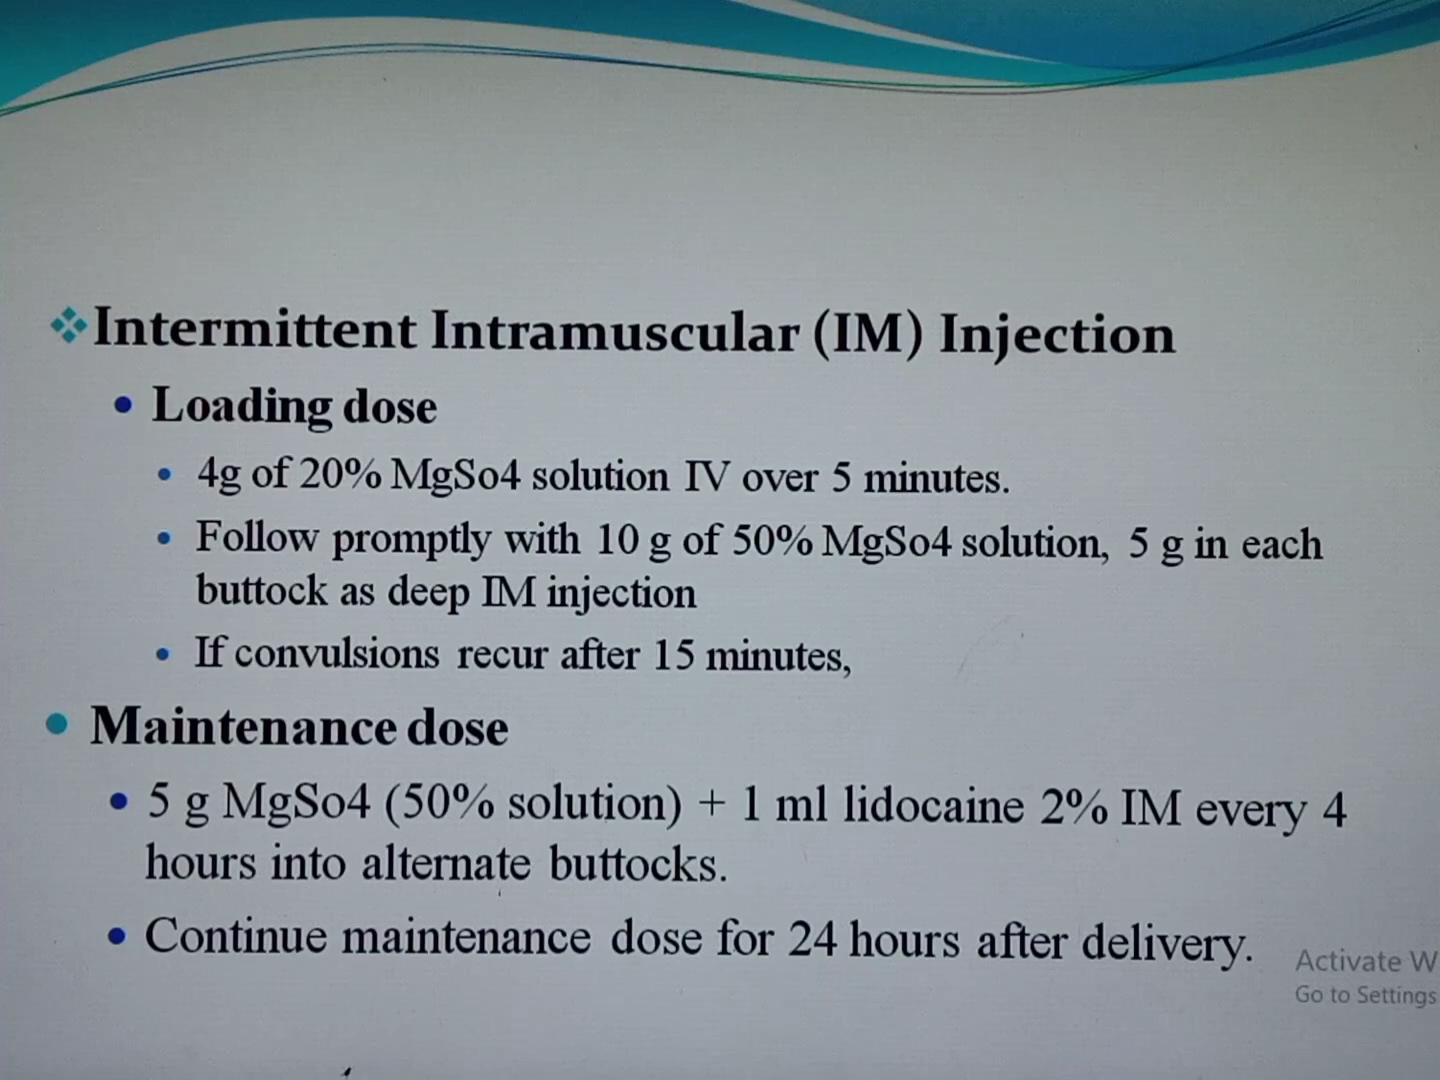 Intermittent Intramuscular (IM) Injection
Loading dose
4g of 20% MgSo4 solution IV over 5 minutes.
Follow promptly with 10 g of 50% MgSo4 solution, 5 g in each
buttock as deep IM injection
If convulsions recur after 15 minutes,
Maintenance dose
5 g MgSo4 (50% solution) + 1 ml lidocaine 2% IM every 4
hours into alternate buttocks.
Continue maintenance dose for 24 hours after delivery.
Activate W
Go to Settings